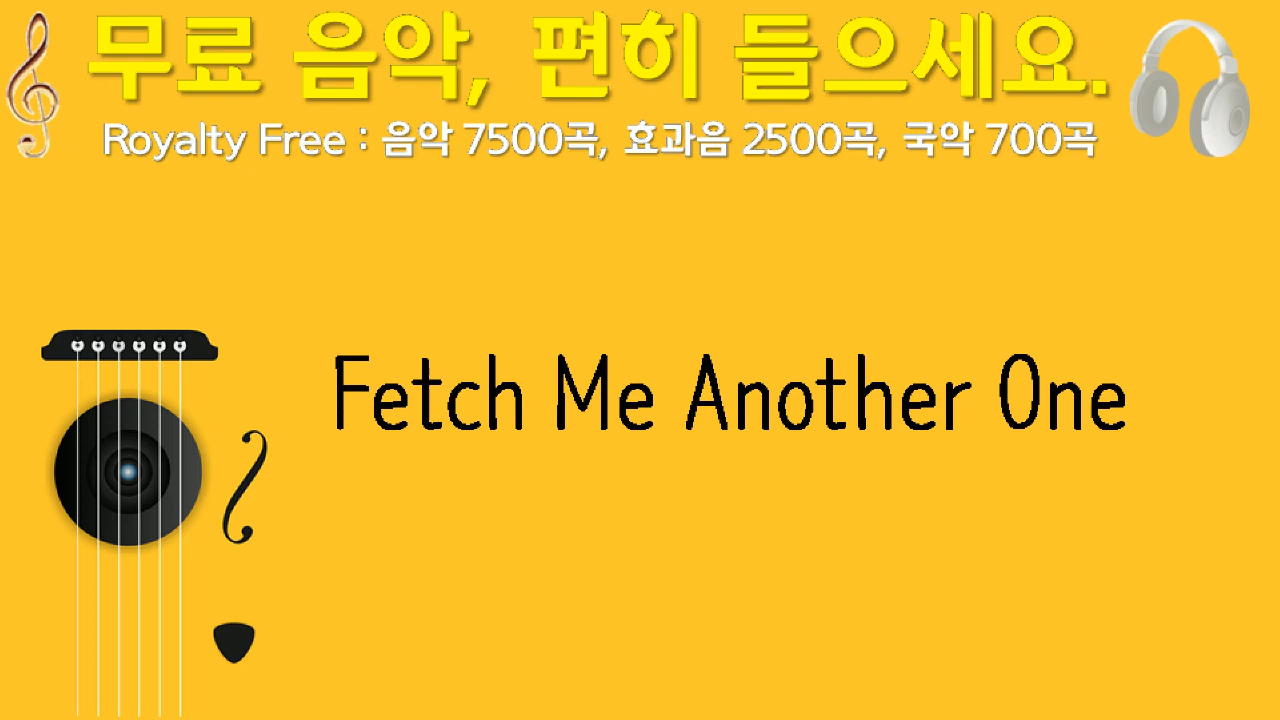 무료 음악, 편히 들으세요.
Royalty Free : 음악 7500곡, 효과음 2500곡, 국악 700곡
Fetch Me Another One